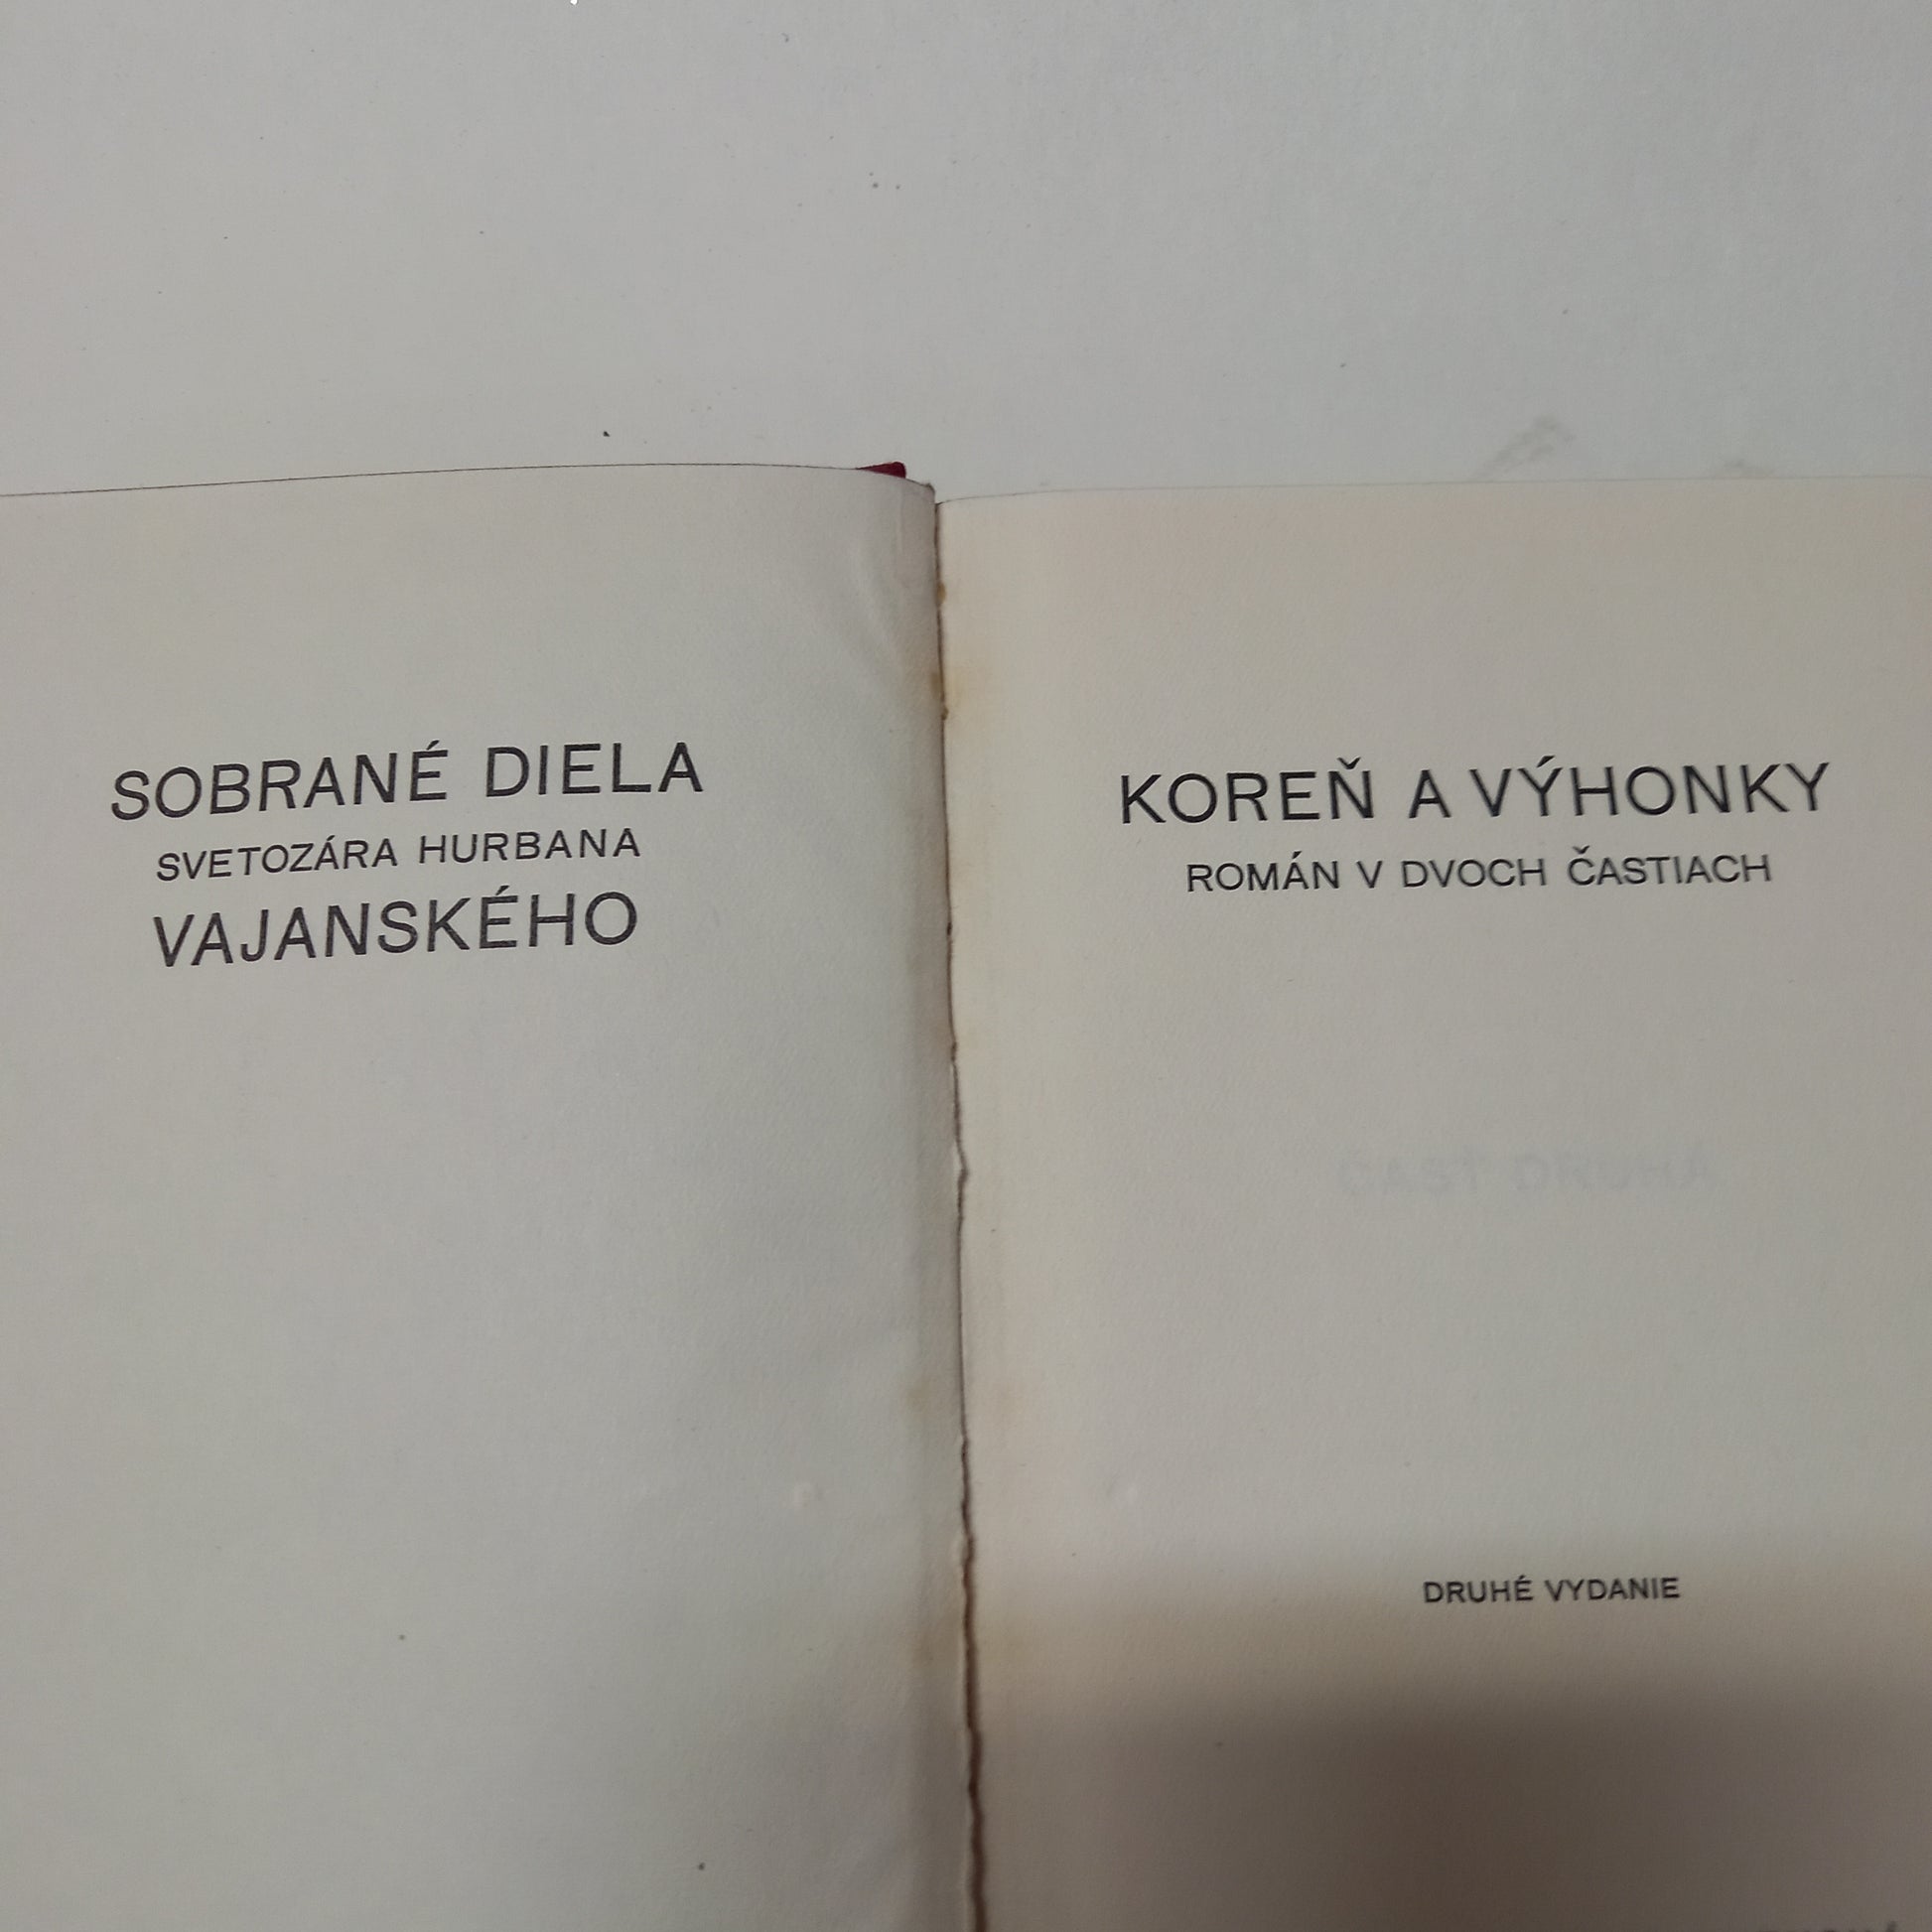 SOBRANÉ DIELA
SVETOZÁRA HURBANA
VAJANSKÉHO
KOREŇ A VÝHONKY
ROMÁN V DVOCH ČASTIACH
DRUHÉ VYDANIE